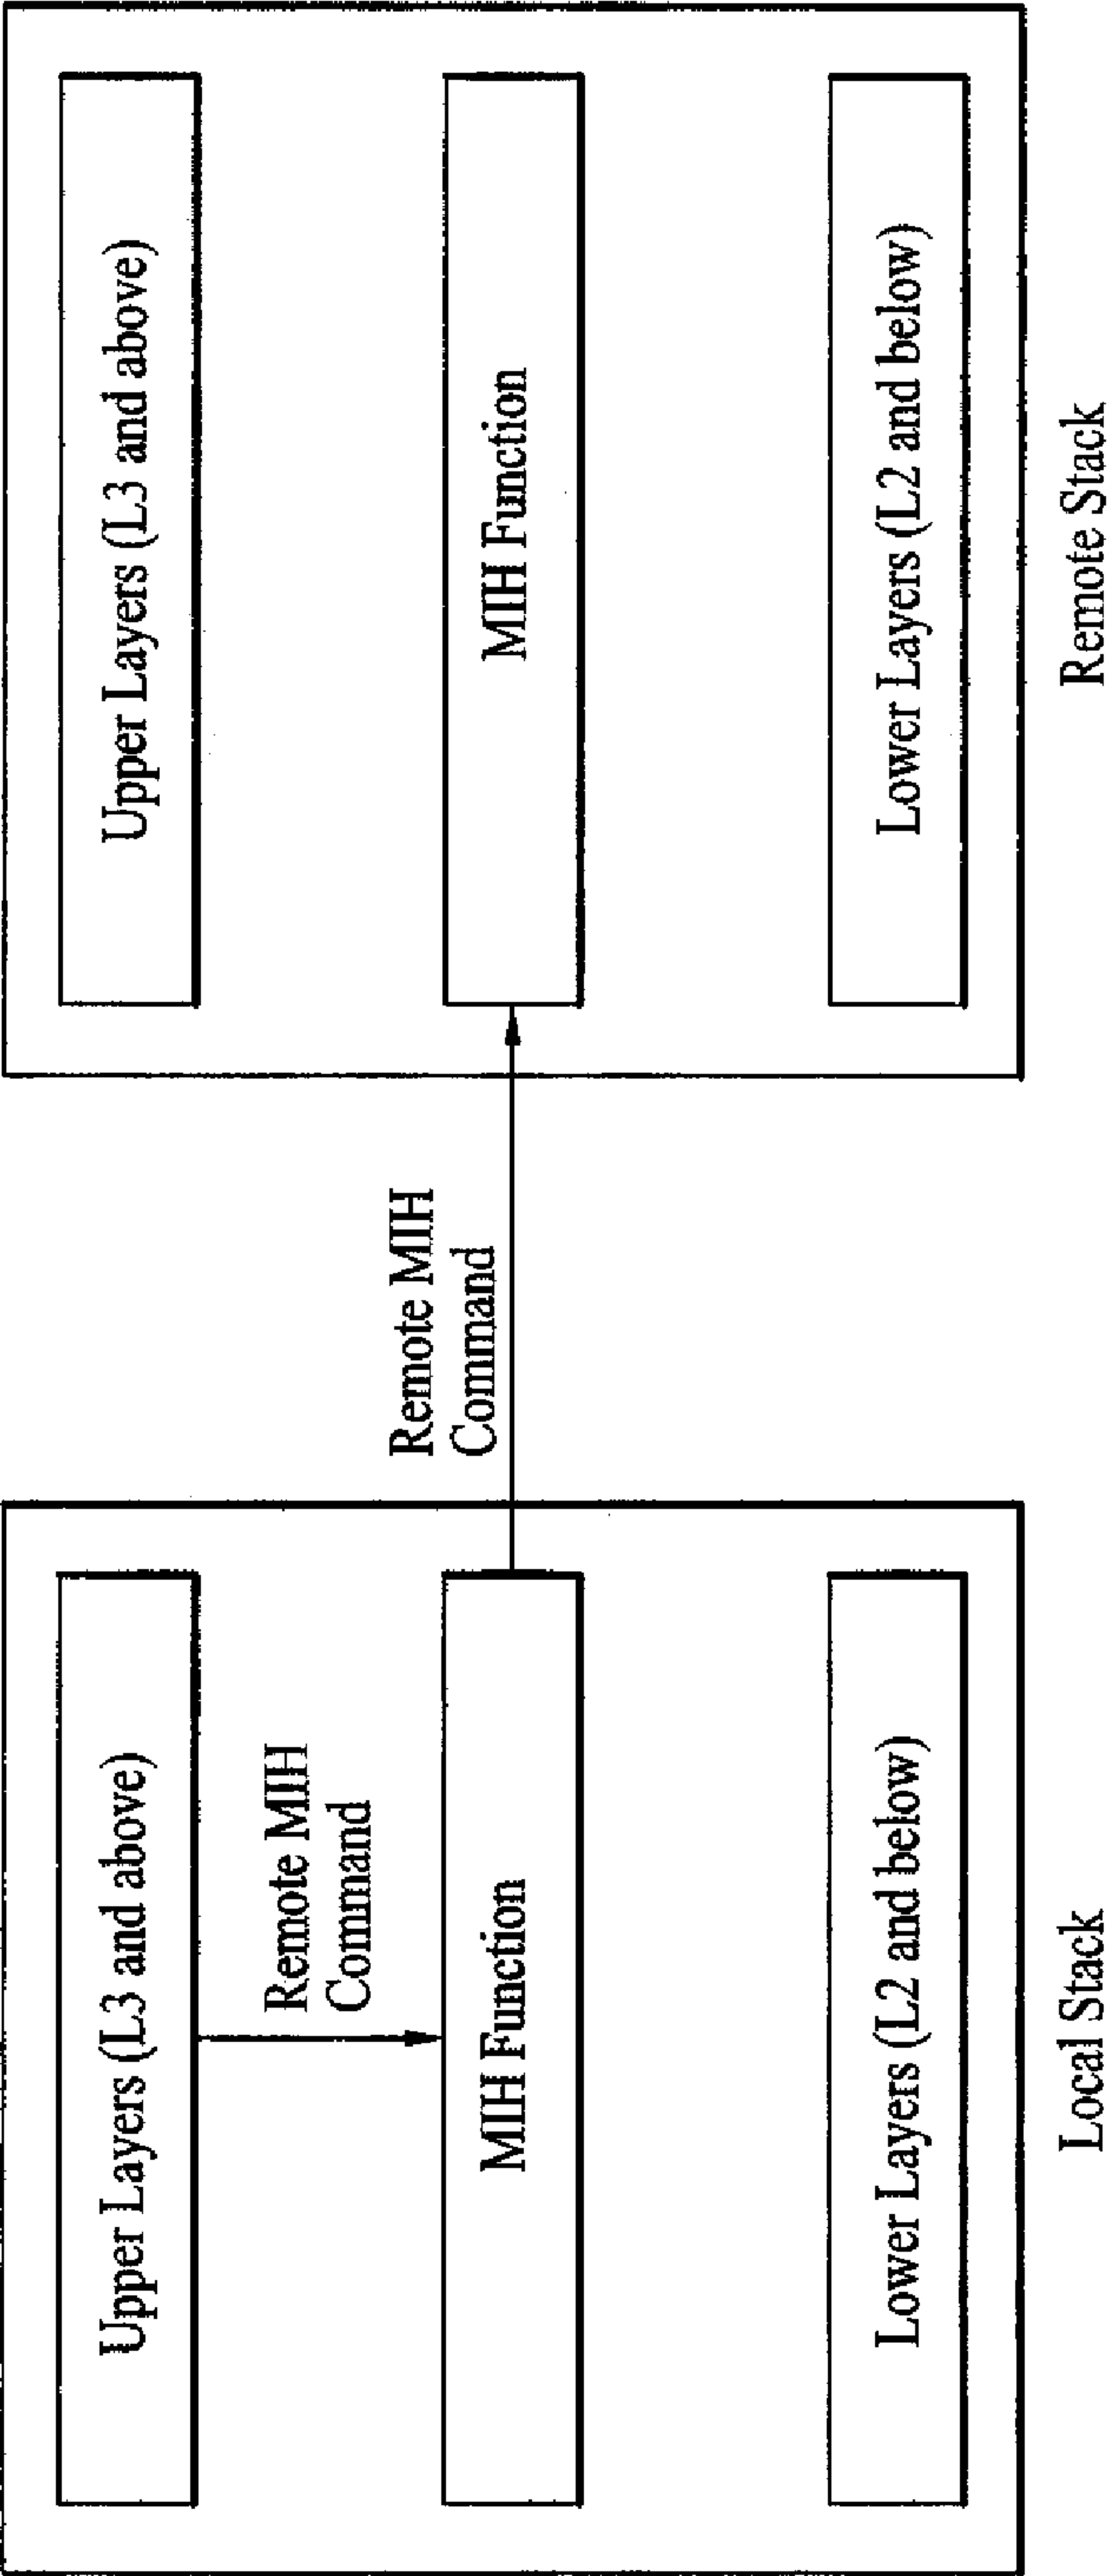 Upper Layers (L3 and above)
Remote MIH
Command
MIH Function
Lower Layers (L2 and below)
Local Stack
Remote MIH
Command
Upper Layers (L3 and above)
MIH Function
Lower Layers (L2 and below)
Remote Stack